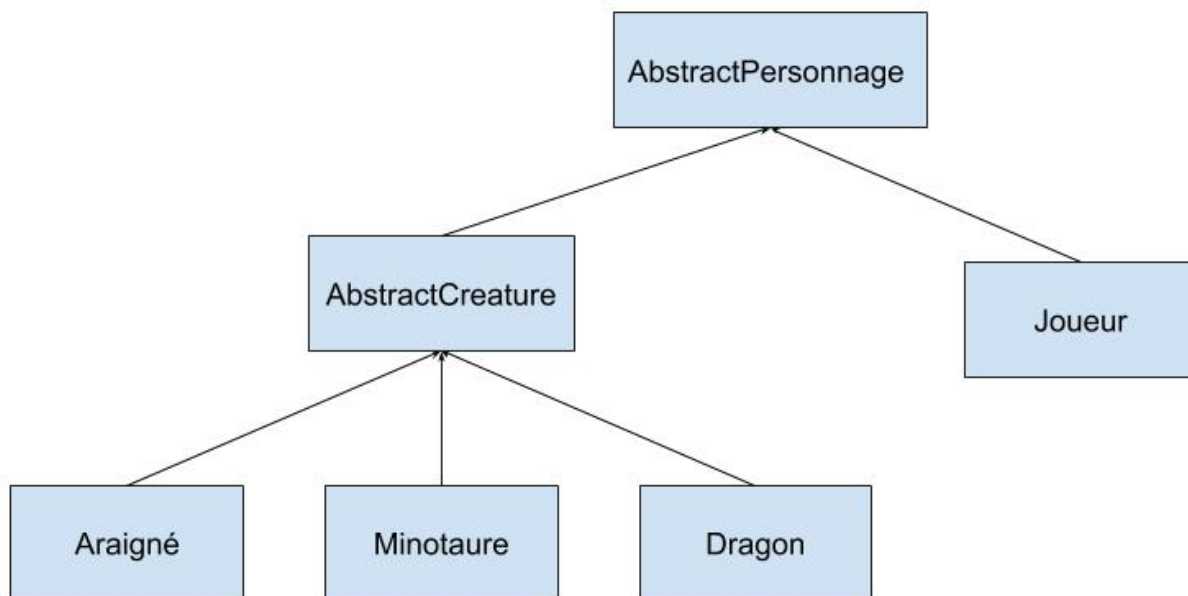 AbstractPersonnage
AbstractCreature
Joueur
Araigné
Minotaure
Dragon